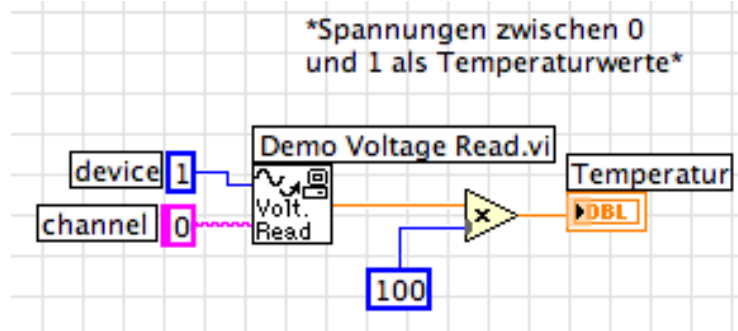 *Spannungen zwischen 0
und 1 als Temperaturwerte*
Demo Voltage Read.vi
device 1
Volt.
Read
channel 0
x
Temperatur
DBL
100